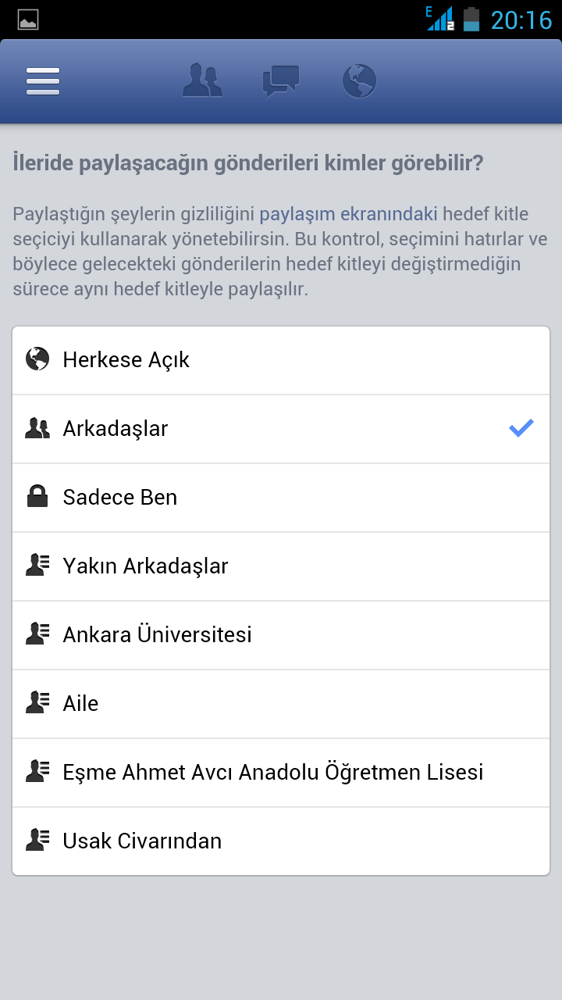 E
2
20:16
İleride paylaşacağın gönderileri kimler görebilir?
Paylaştığın şeylerin gizliliğini paylaşım ekranındaki hedef kitle
seçiciyi kullanarak yönetebilirsin. Bu kontrol, seçimini hatırlar ve
böylece gelecekteki gönderilerin hedef kitleyi değiştirmediğin
sürece aynı hedef kitleyle paylaşılır.
Herkese Açık
Arkadaşlar
Sadece Ben
Yakın Arkadaşlar
Ankara Üniversitesi
Aile
Eşme Ahmet Avcı Anadolu Öğretmen Lisesi
Usak Civarından